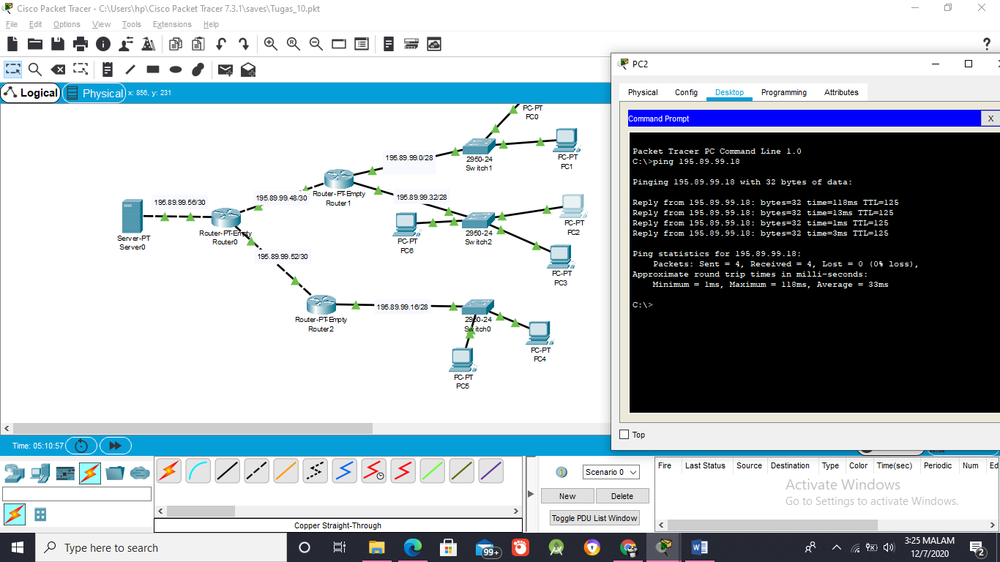 Cisco Packet Tracer - C:\Users\hp\Cisco Packet Tracer 7.3.1\saves\Tugas_10.pkt
File Edit Options View Tools Extensions Help
Logical Physical x: 856, y: 231
PC-PT
PC0
195.89.99.0/28
2950-24
Switch1
PC-PT
PC1
Router-PT-Empty
Router1
195.89.99.48/30
195.89.99.56/30
195.89.99.32/28
Server-PT
Server0
Router-PT-Empty
Router0
PC-PT
PC6
2950-24
Switch2
PC-PT
PC2
195.89.99.52/30
PC-PT
PC3
Router-PT-Empty
Router2
195.89.99.16/28
2950-24
Switch0
PC-PT
PC4
PC-PT
PC5
PC2
Physical Config Desktop Programming Attributes
Command Prompt X
Packet Tracer PC Command Line 1.0
C:\>ping 195.89.99.18
Pinging 195.89.99.18 with 32 bytes of data:
Reply from 195.89.99.18: bytes=32 time=118ms TTL=125
Reply from 195.89.99.18: bytes=32 time=13ms TTL=125
Reply from 195.89.99.18: bytes=32 time=1ms TTL=125
Reply from 195.89.99.18: bytes=32 time=3ms TTL=125
Ping statistics for 195.89.99.18:
Packets: Sent = 4, Received = 4, Lost = 0 (0% loss),
Approximate round trip times in milli-seconds:
Minimum = 1ms, Maximum = 118ms, Average = 33ms
C:\>
Top
Time: 05:10:57
Copper Straight-Through
Scenario 0
New Delete
Toggle PDU List Window
Fire Last Status Source Destination Type Color Time(sec) Periodic Num Ed
Activate Windows
Go to Settings to activate Windows.
Type here to search
99+
3:25 MALAM
12/7/2020
2